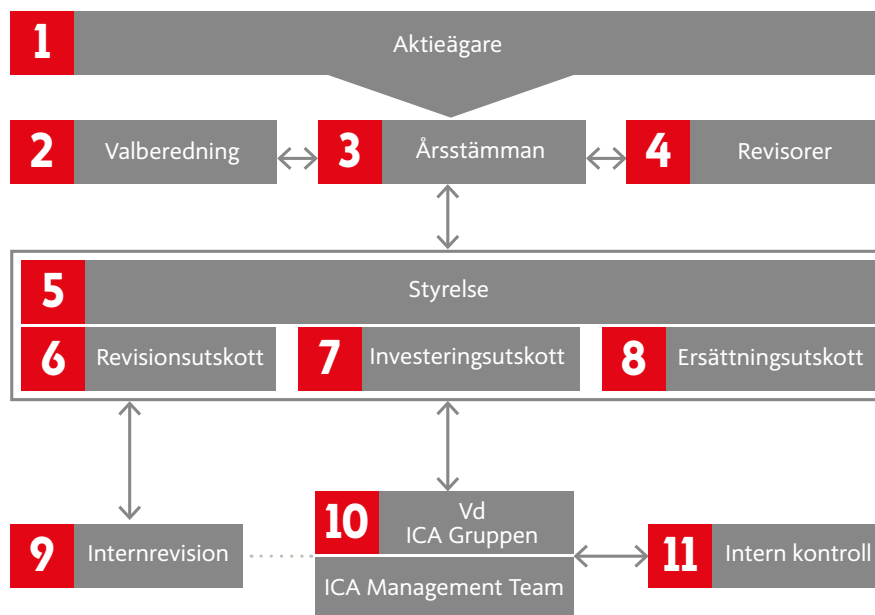 1 Aktieägare
2 Valberedning
3 Årsstämman
4 Revisorer
5 Styrelse
6 Revisionsutskott
7 Investeringsutskott
8 Ersättningsutskott
9 Internrevision
10 Vd
ICA Gruppen
ICA Management Team
11 Intern kontroll